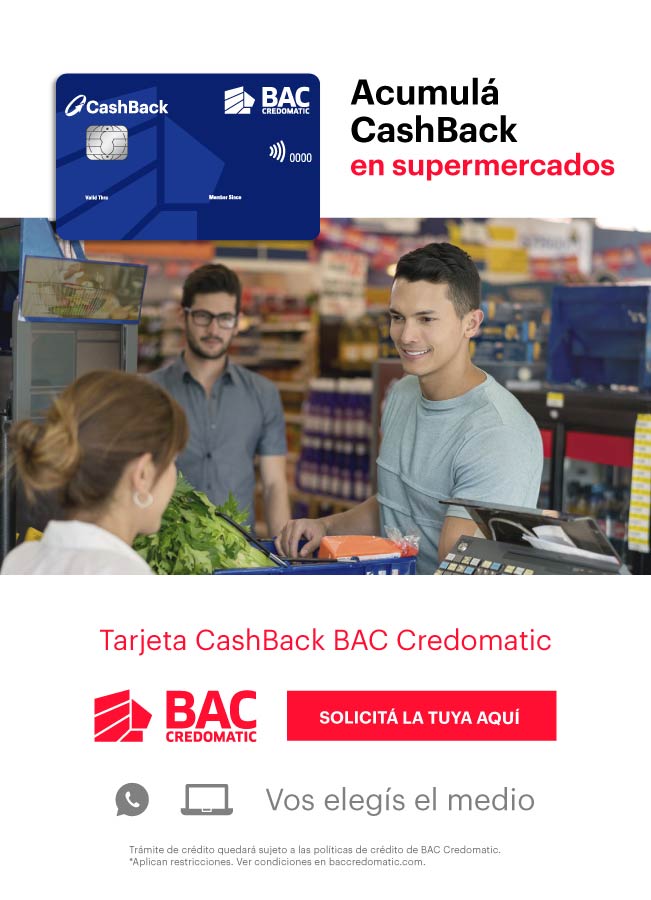 CashBack
BAC
CREDOMATIC
0000
Valid Thru
Member Since
Acumulá
CashBack
en supermercados
Tarjeta CashBack BAC Credomatic
BAC
CREDOMATIC
SOLICITÁ LA TUYA AQUÍ
Vos elegís el medio
Trámite de crédito quedará sujeto a las políticas de crédito de BAC Credomatic.
*Aplican restricciones. Ver condiciones en baccredomatic.com.